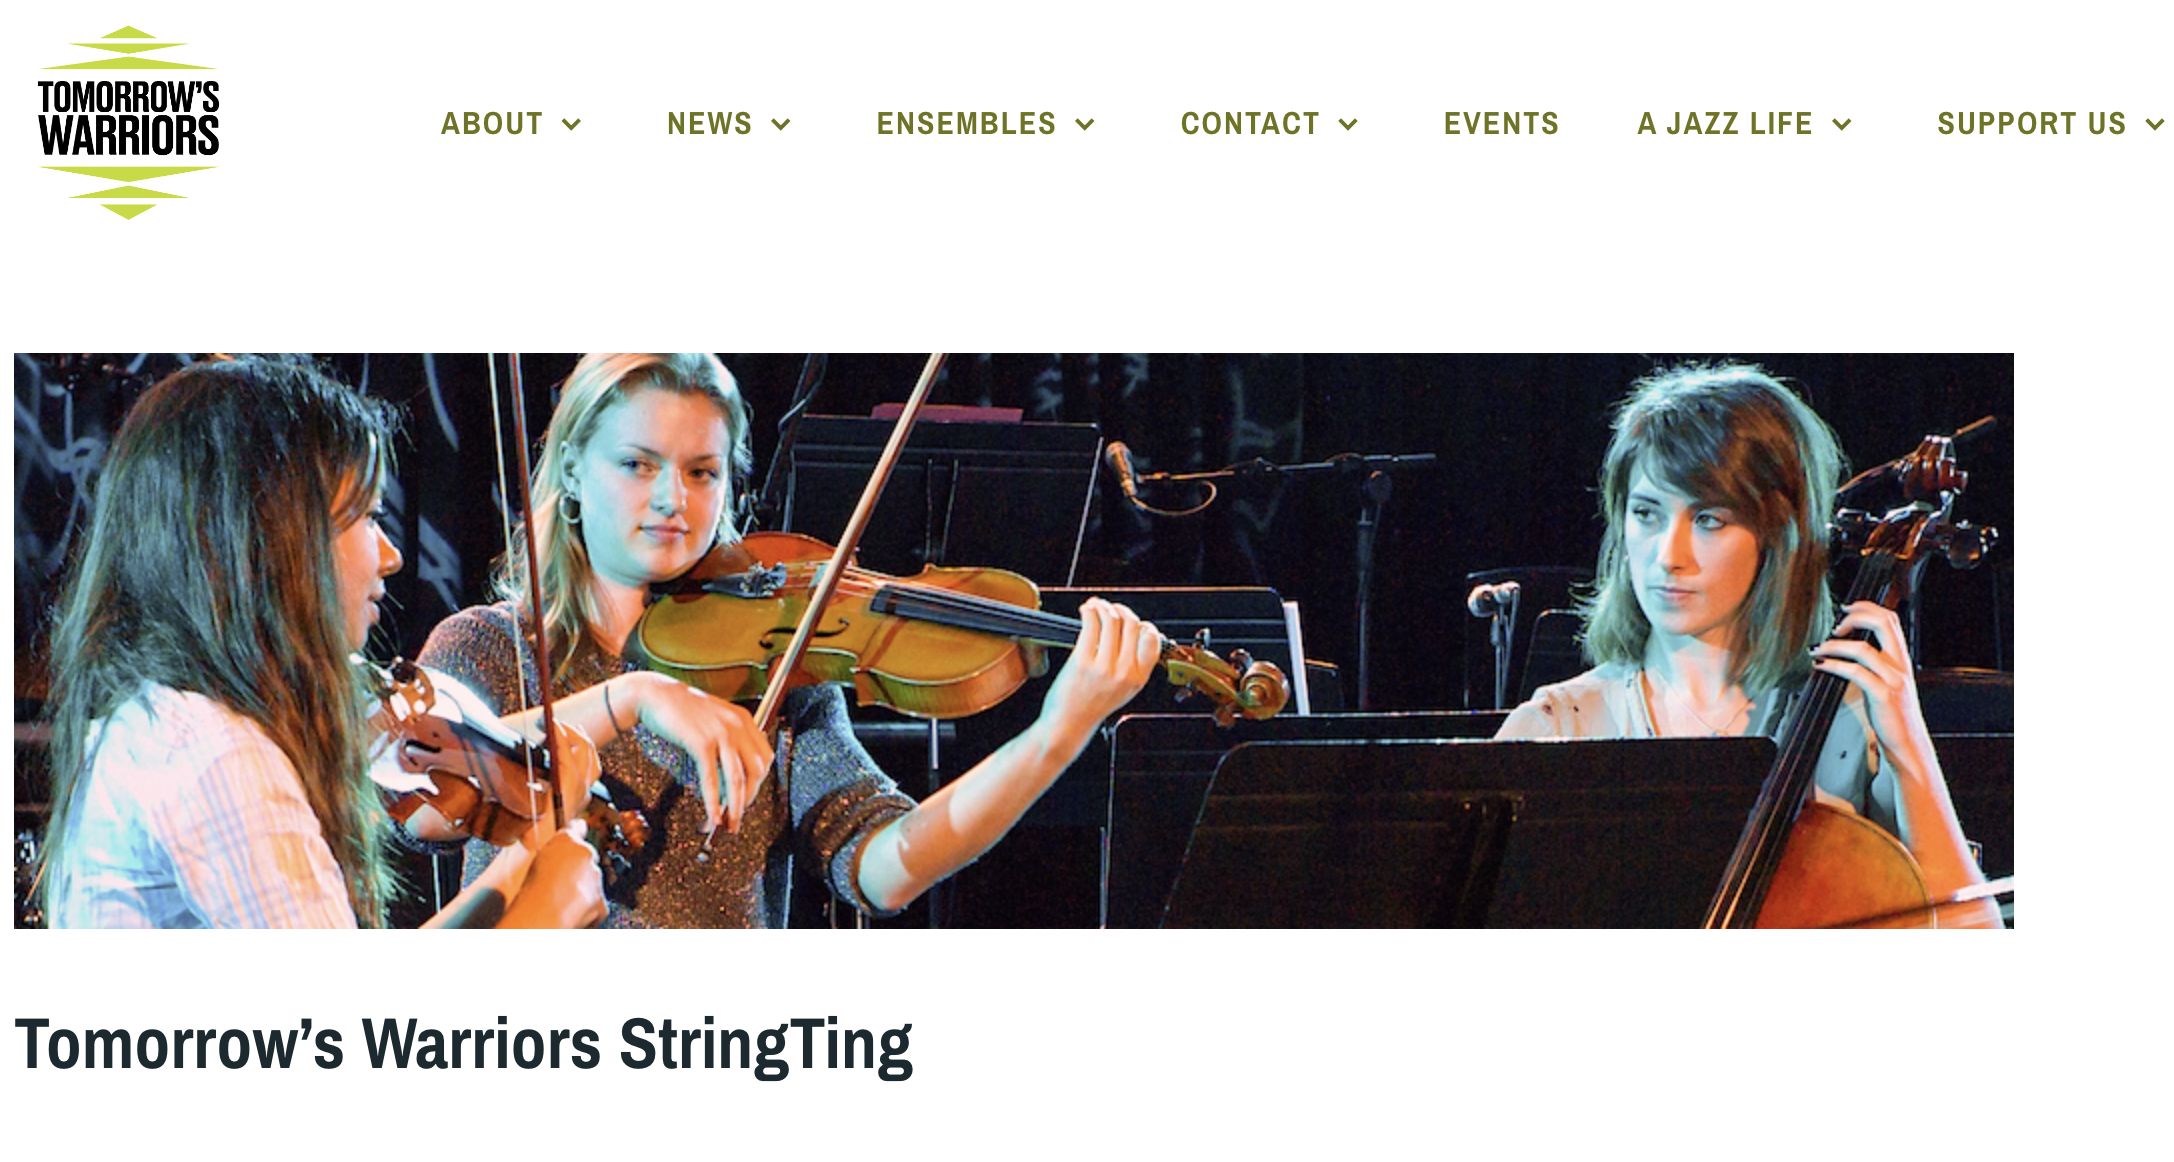 TOMORROW'S
WARRIORS
ABOUT
NEWS
ENSEMBLES
CONTACT
EVENTS
A JAZZ LIFE
SUPPORT US
Tomorrow’s Warriors StringTing